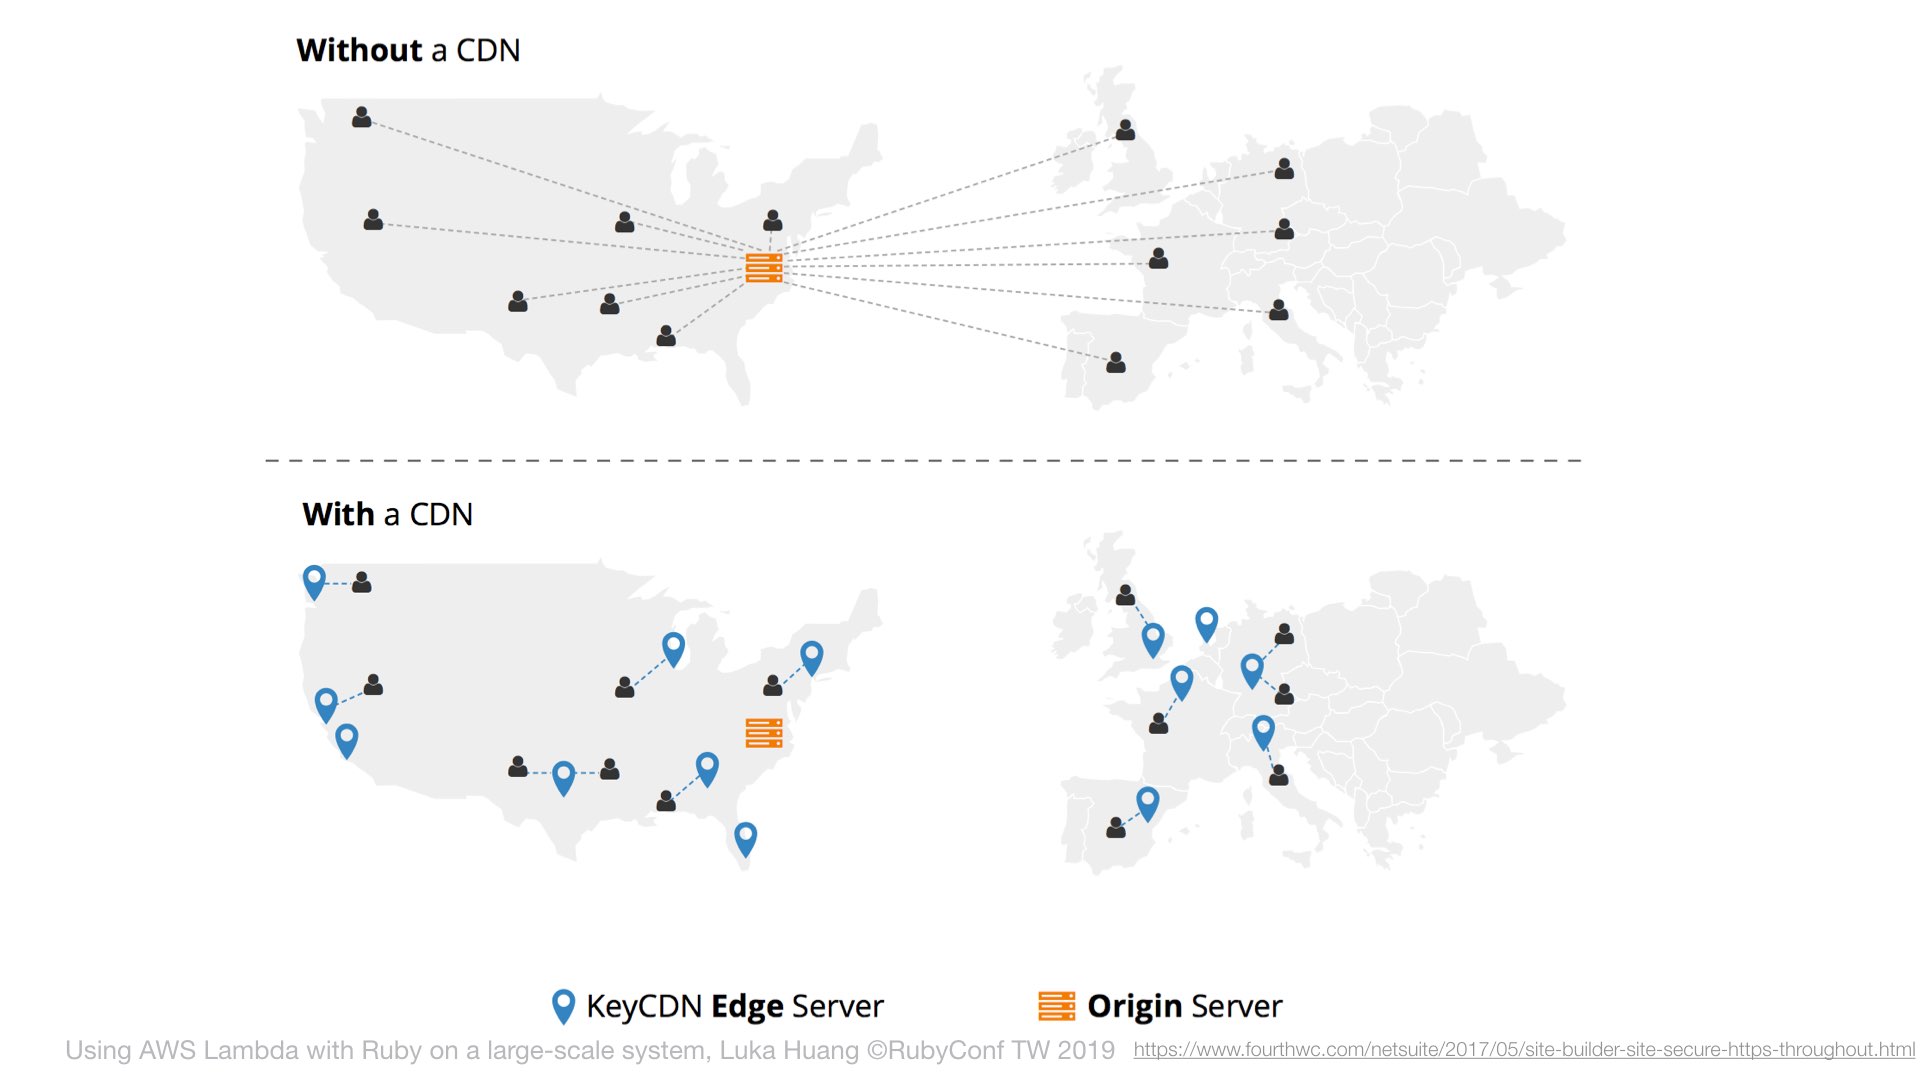 Without a CDN
With a CDN
KeyCDN Edge Server
Origin Server
Using AWS Lambda with Ruby on a large-scale system, Luka Huang ©RubyConf TW 2019
https://www.fourthwc.com/netsuite/2017/05/site-builder-site-secure-https-throughout.html